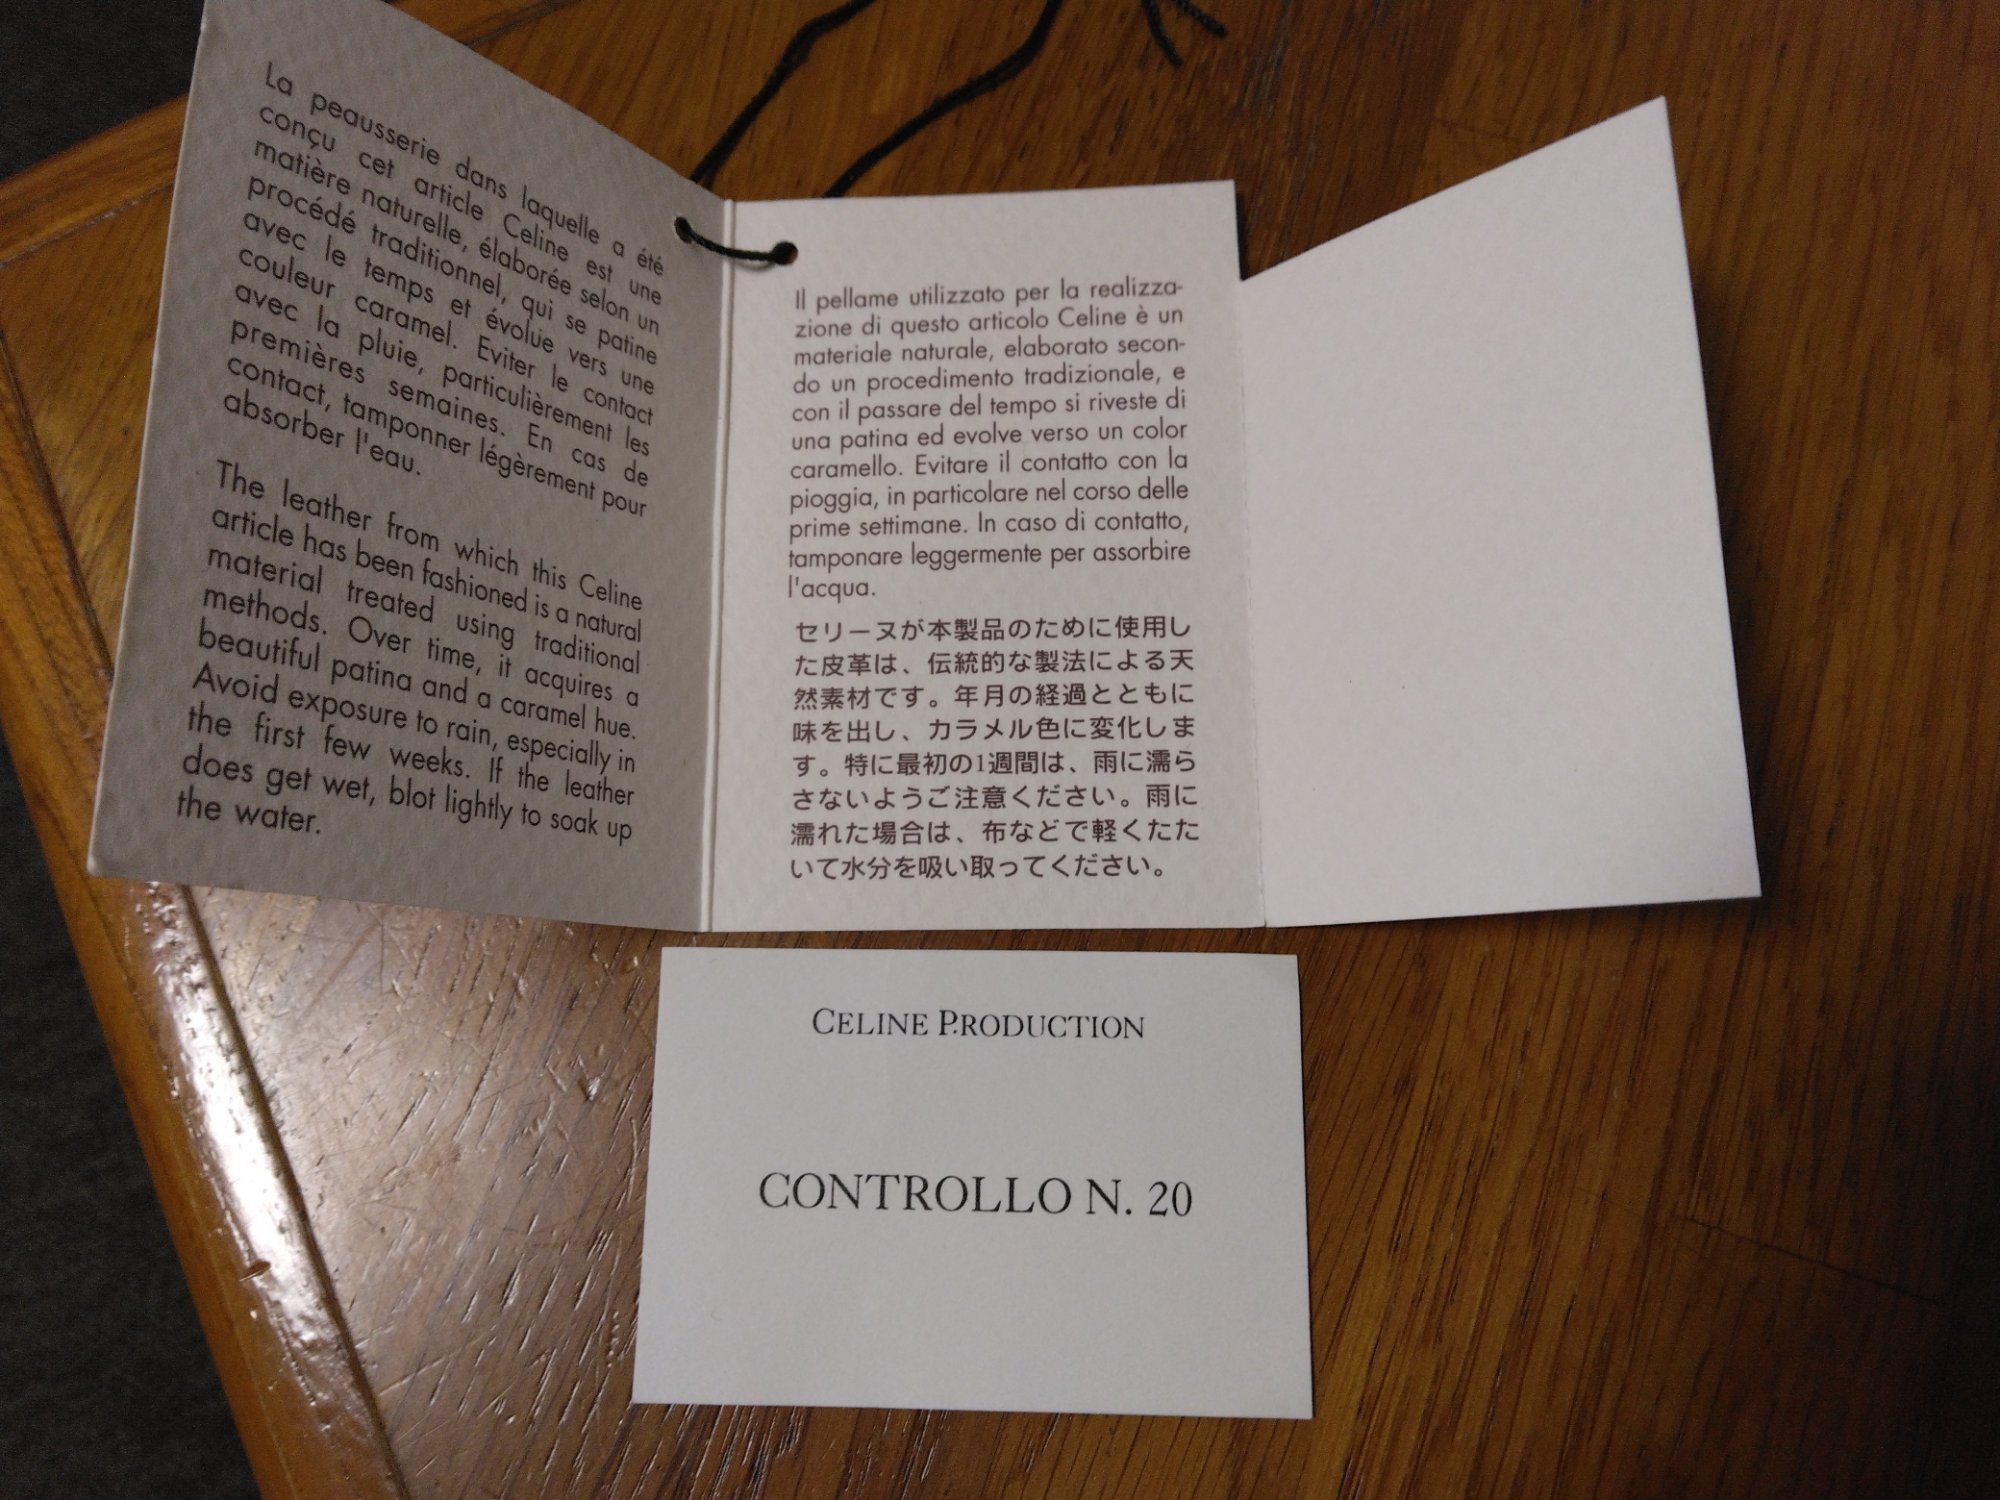 La peausserie dans laquelle a été
conçu cet article Celine est une
matière naturelle, élaborée selon un
procédé traditionnel, qui se patine
avec le temps et évolue vers une
couleur caramel. Eviter le contact
avec la pluie, particulièrement les
premières semaines. En cas de
contact, tamponner légèrement pour
absorber l'eau.
The leather from which this Celine
article has been fashioned is a natural
material treated using traditional
methods. Over time, it acquires a
beautiful patina and a caramel hue.
Avoid exposure to rain, especially in
the first few weeks. If the leather
does get wet, blot lightly to soak up
the water.
Il pellame utilizzato per la realizza-
zione di questo articolo Celine è un
materiale naturale, elaborato secon-
do un procedimento tradizionale, e
con il passare del tempo si riveste di
una patina ed evolve verso un color
caramello. Evitare il contatto con la
pioggia, in particolare nel corso delle
prime settimane. In caso di contatto,
tamponare leggermente per assorbire
l'acqua.
セリーヌが本製品のために使用し
た皮革は、伝統的な製法による天
然素材です。年月の経過とともに
味を出し、カラメル色に変化しま
す。特に最初の1週間は、雨に濡ら
さないようご注意ください。雨に
濡れた場合は、布などで軽くたた
いて水分を吸い取ってください。
CELINE P.RODUCTION
CONTROLLO N. 20